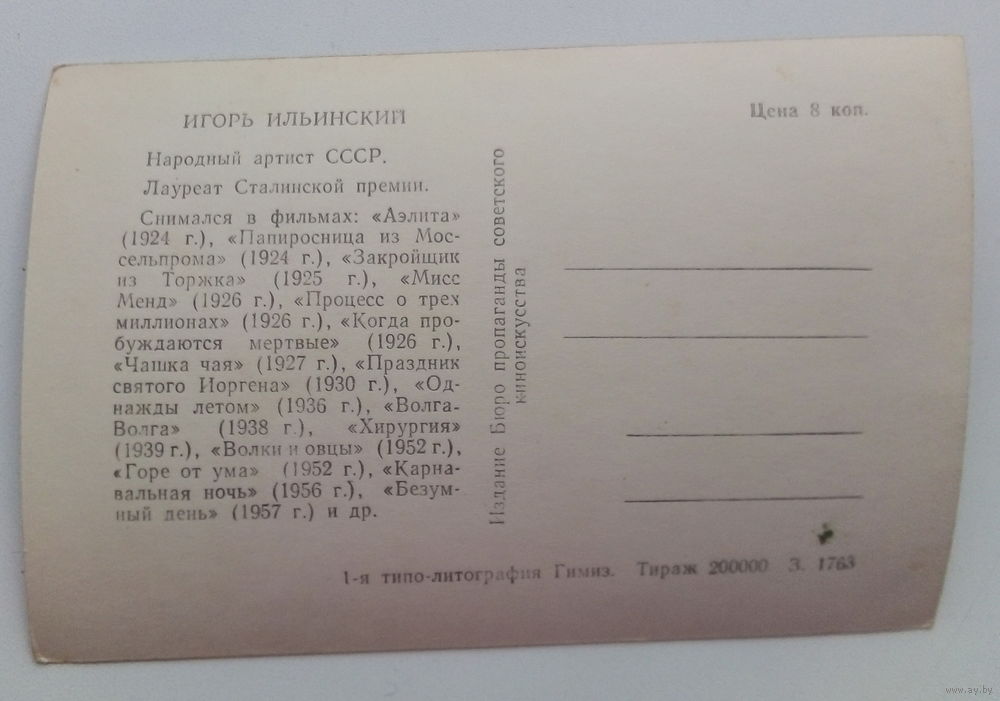 ИГОРЬ ИЛЬИНСКИЙ
Народный артист СССР.
Лауреат Сталинской премии.
Снимался в фильмах: «Аэлита»
(1924 г.), «Папиросница из Мос-
сельпрома» (1924 г.), «Закройщик
из Торжка» (1925 г.), «Мисс
Менд» (1926 г.), «Процесс о трех
миллионах» (1926 г.), «Когда про-
буждаются мертвые» (1926 г.),
«Чашка чая» (1927 г.), «Праздник
святого Иоргена» (1930 г.), «Од-
нажды летом» (1936 г.), «Волга-
Волга» (1938 г.), «Хирургия»
(1939 г.), «Волки и овцы» (1952 г.),
«Горе от ума» (1952 г.), «Карна-
вальная ночь» (1956 г.), «Безум-
ный день» (1957 г.) и др.
Издание Бюро пропаганды советского
киноискусства
Цена 8 коп.
1-я типо-литография Гимиз. Тираж 200000 З. 1763
www.ay.by